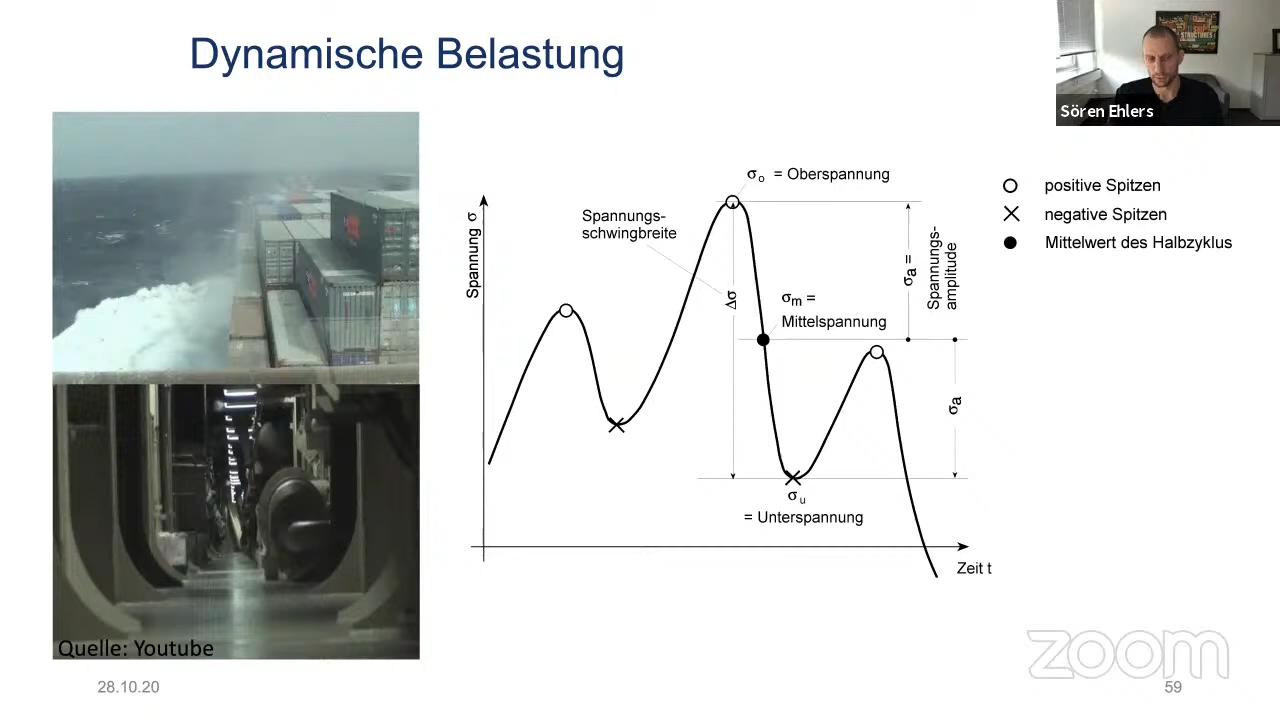 Dynamische Belastung
Sören Ehlers
STRUCTURES
σo = Oberspannung
Spannungs-
schwingbreite
Spannung σ
Δσ
σm =
Mittelspannung
σa =
Spannungs-
amplitude
σa
σu
= Unterspannung
Zeit t
positive Spitzen
negative Spitzen
Mittelwert des Halbzyklus
Quelle: Youtube
28.10.20
59
zoom